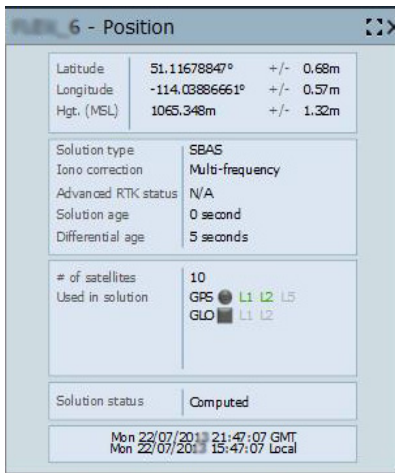 6 - Position
Latitude 51.11678847° +/- 0.68m
Longitude -114.03886661° +/- 0.57m
Hgt. (MSL) 1065.348m +/- 1.32m
Solution type SBAS
Iono correction Multi-frequency
Advanced RTK status N/A
Solution age 0 second
Differential age 5 seconds
# of satellites 10
Used in solution GPS L1 L2 L5
GLO L1 L2
Solution status Computed
Mon 21:47:07 GMT
Mon 15:47:07 Local